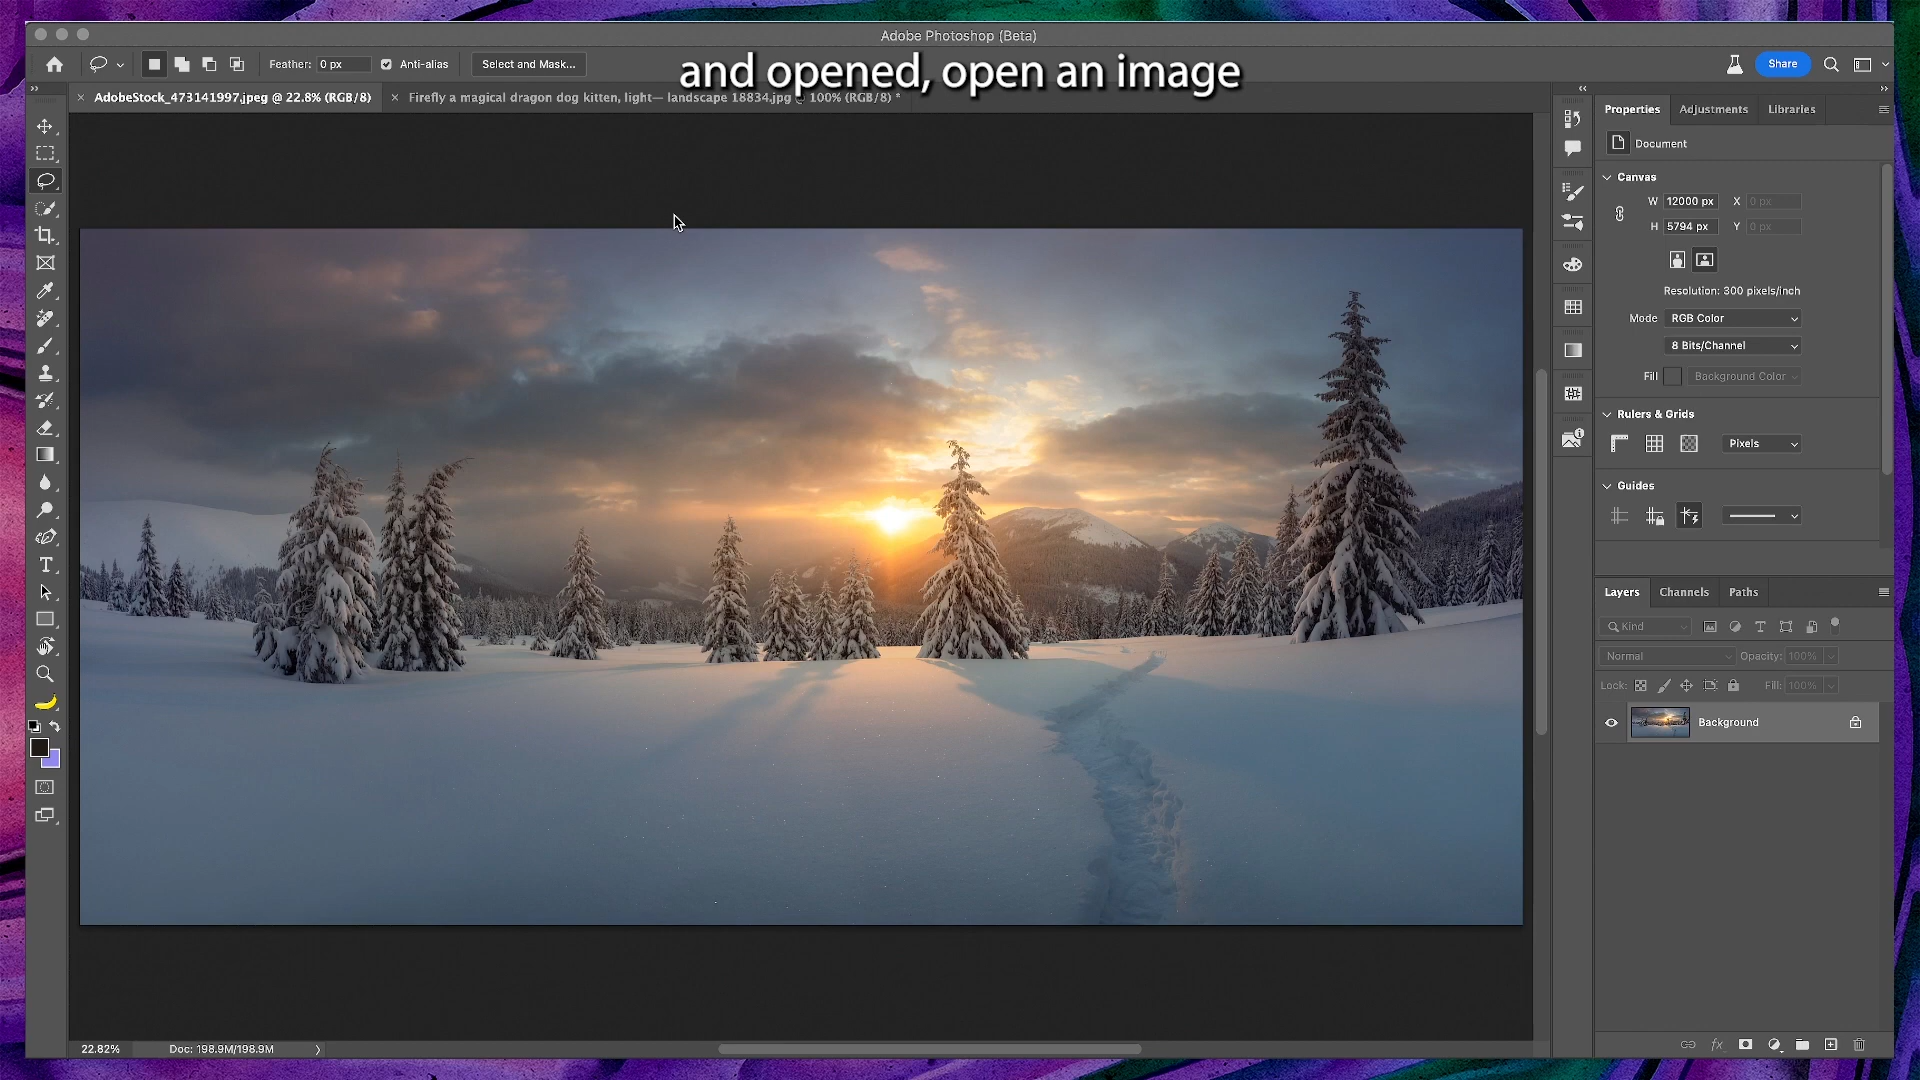 Adobe Photoshop (Beta)
Feather: 0 px Anti-alias Select and Mask... and opened, open an image Share
AdobeStock_473141997.jpeg @ 22.8% (RGB/8) Firefly a magical dragon dog kitten, light— landscape 18834.jpg @ 100% (RGB/8) *
Properties Adjustments Libraries
Document
Canvas
W 12000 px X 0 px
H 5794 px Y 0 px
Resolution: 300 pixels/inch
Mode RGB Color
8 Bits/Channel
Fill Background Color
Rulers & Grids
Pixels
Guides
Layers Channels Paths
Kind
Normal Opacity: 100%
Lock: Fill: 100%
Background
22.82% Doc: 198.9M/198.9M